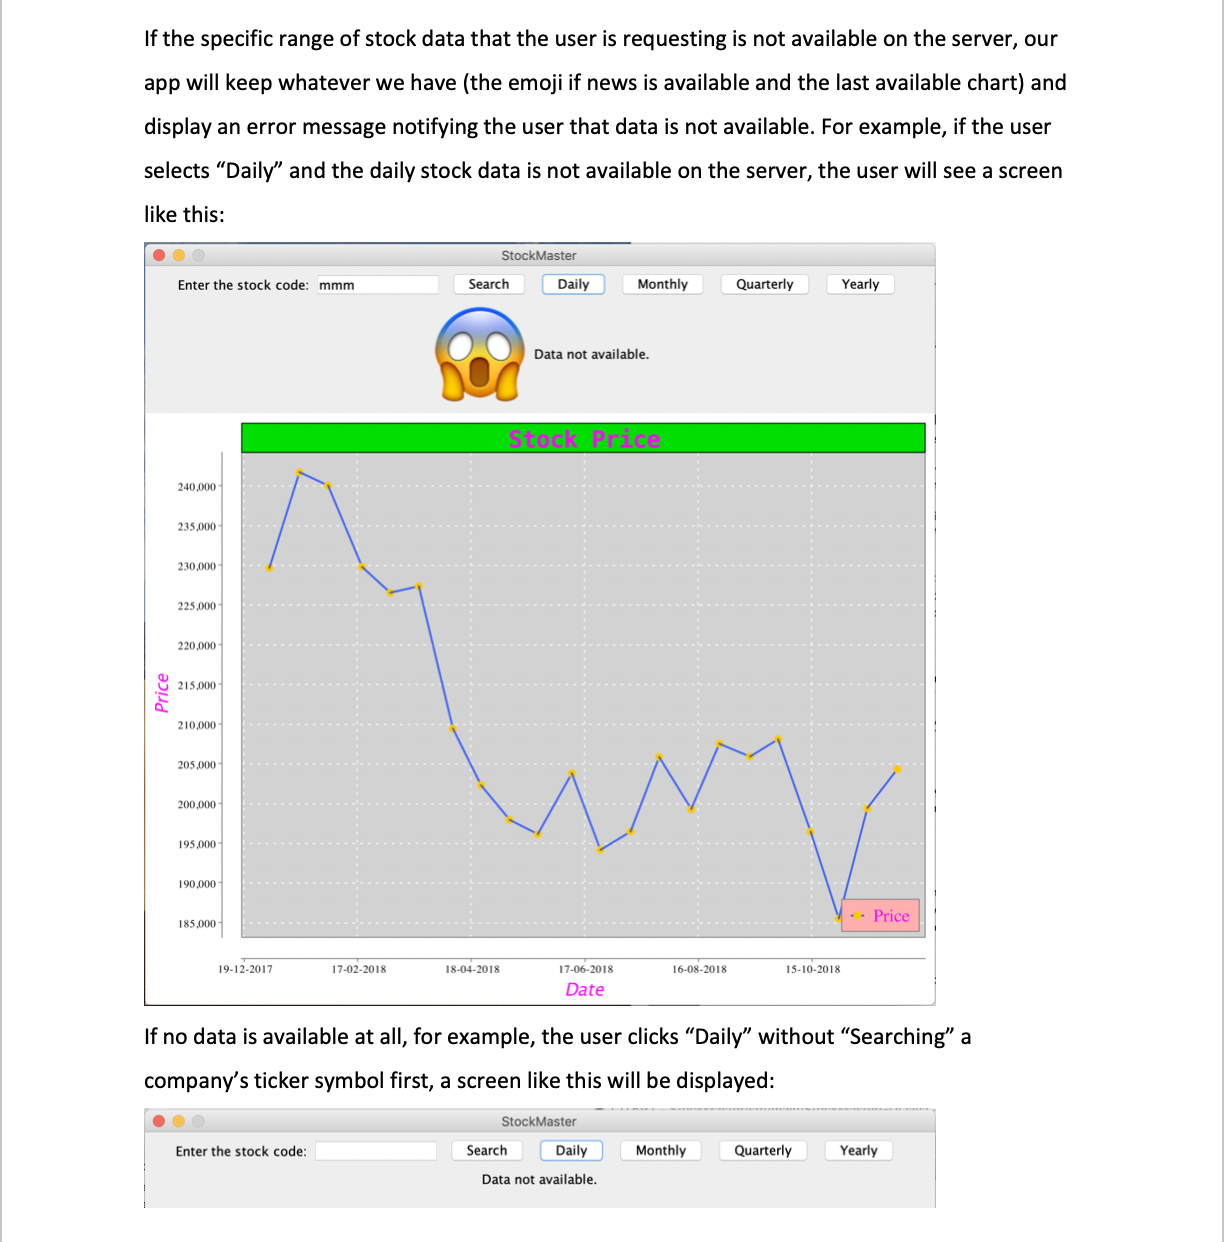 If the specific range of stock data that the user is requesting is not available on the server, our
app will keep whatever we have (the emoji if news is available and the last available chart) and
display an error message notifying the user that data is not available. For example, if the user
selects “Daily” and the daily stock data is not available on the server, the user will see a screen
like this:
StockMaster
Enter the stock code: mmm Search Daily Monthly Quarterly Yearly
Data not available.
Stock Price
240,000
235,000
230,000
225,000
220,000
215,000
210,000
205,000
200,000
195,000
190,000
185,000
Price
Price
19-12-2017 17-02-2018 18-04-2018 17-06-2018 16-08-2018 15-10-2018
Date
If no data is available at all, for example, the user clicks “Daily” without “Searching” a
company’s ticker symbol first, a screen like this will be displayed:
StockMaster
Enter the stock code: Search Daily Monthly Quarterly Yearly
Data not available.